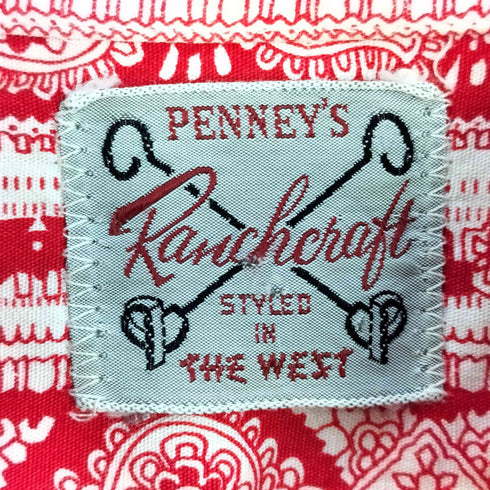 PENNEY'S
Ranchcraft
STYLED
IN
THE WEST